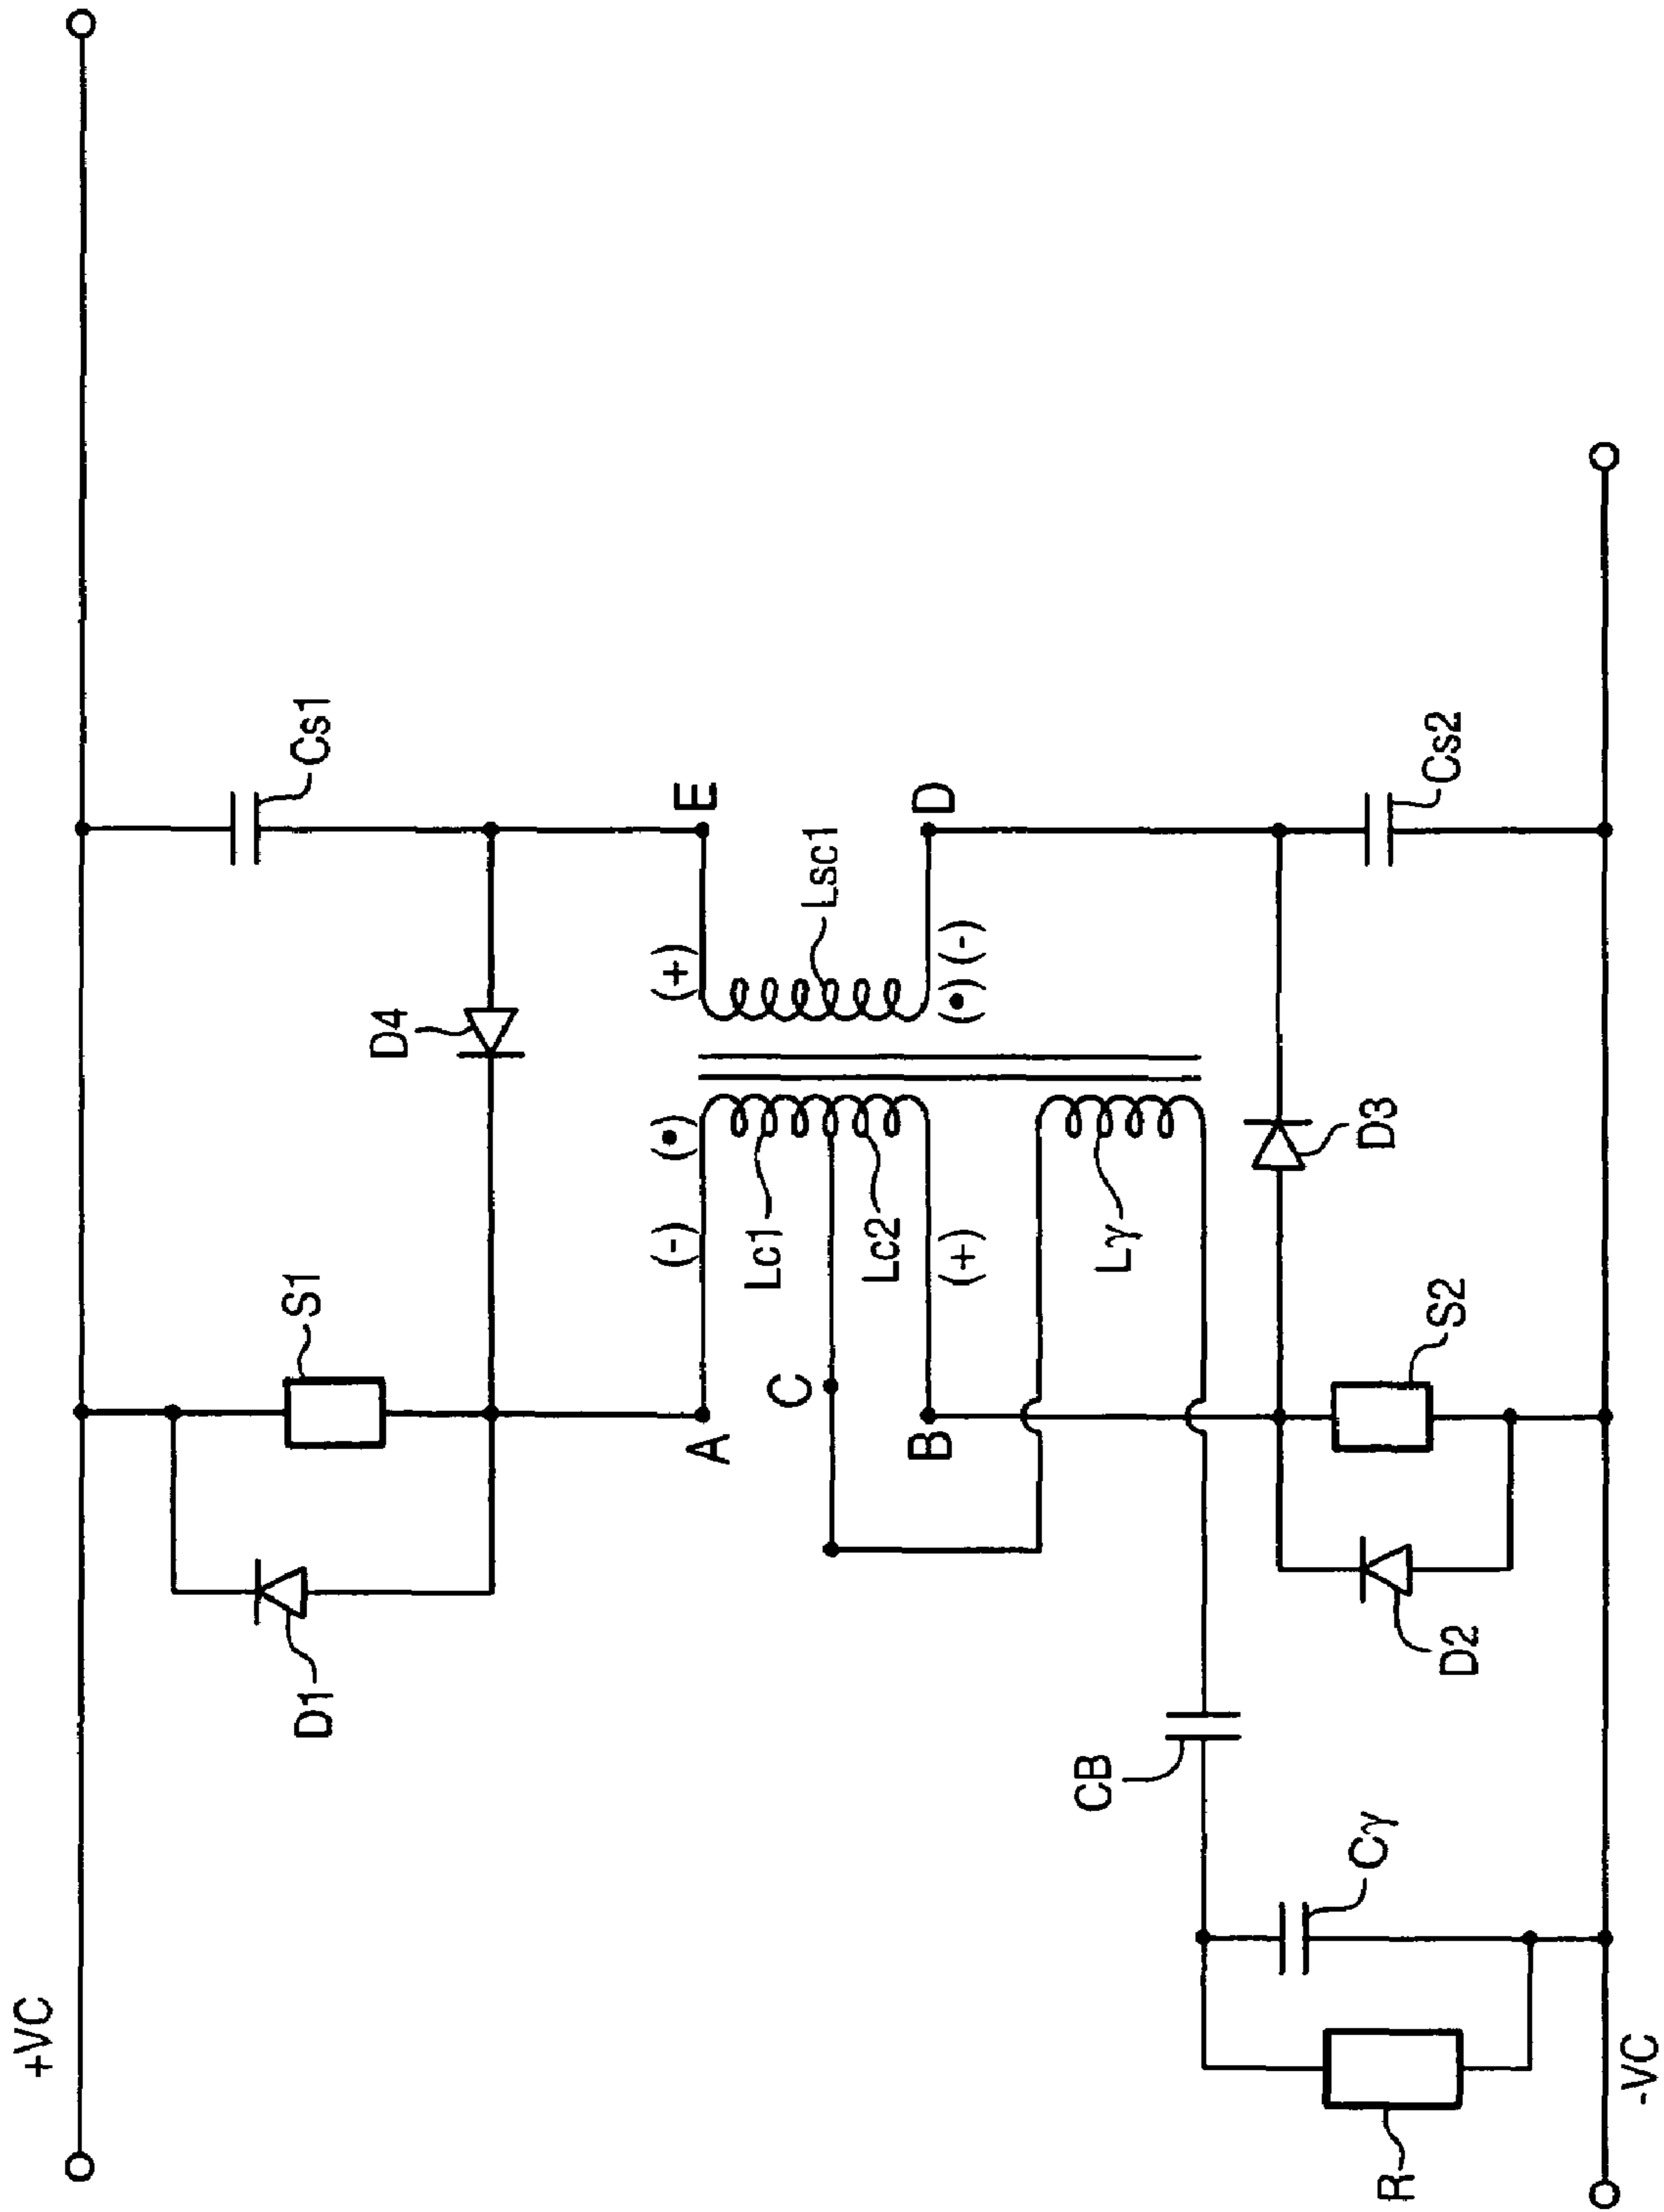 +VC
Cs1
S1
D1
D4
E
(+)
(•)
(-)
A
Lsc1
Lc1
C
Lc2
D
(•)(-)
(+)
B
Lγ
CB
D3
Cs2
S2
D2
Cγ
R
-VC